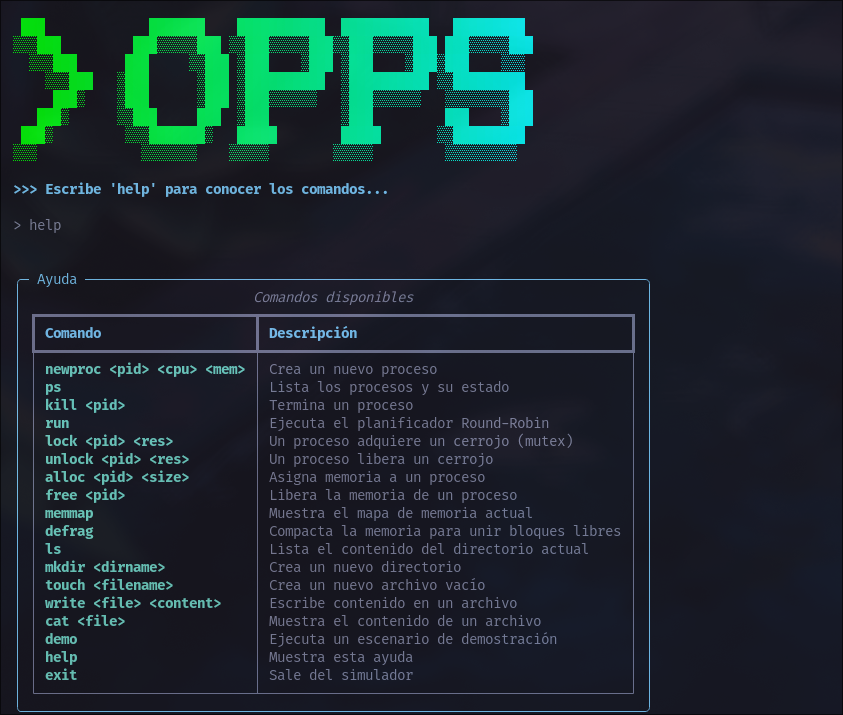 >OPPS
>>> Escribe 'help' para conocer los comandos...
> help
Ayuda
Comandos disponibles
Comando Descripción
newproc <pid> <cpu> <mem> Crea un nuevo proceso
ps Lista los procesos y su estado
kill <pid> Termina un proceso
run Ejecuta el planificador Round-Robin
lock <pid> <res> Un proceso adquiere un cerrojo (mutex)
unlock <pid> <res> Un proceso libera un cerrojo
alloc <pid> <size> Asigna memoria a un proceso
free <pid> Libera la memoria de un proceso
memmap Muestra el mapa de memoria actual
defrag Compacta la memoria para unir bloques libres
ls Lista el contenido del directorio actual
mkdir <dirname> Crea un nuevo directorio
touch <filename> Crea un nuevo archivo vacío
write <file> <content> Escribe contenido en un archivo
cat <file> Muestra el contenido de un archivo
demo Ejecuta un escenario de demostración
help Muestra esta ayuda
exit Sale del simulador